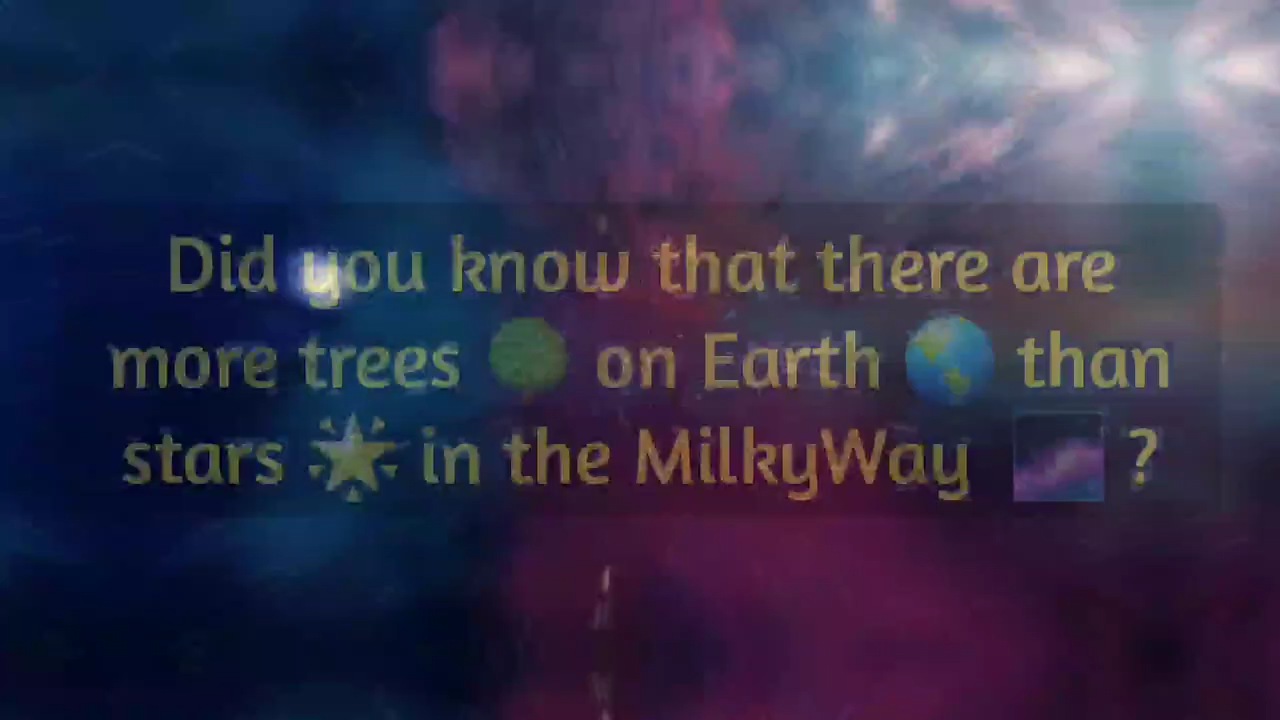 Did you know that there are
more trees 🌳 on Earth 🌎 than
stars 🌟 in the MilkyWay 🌌 ?